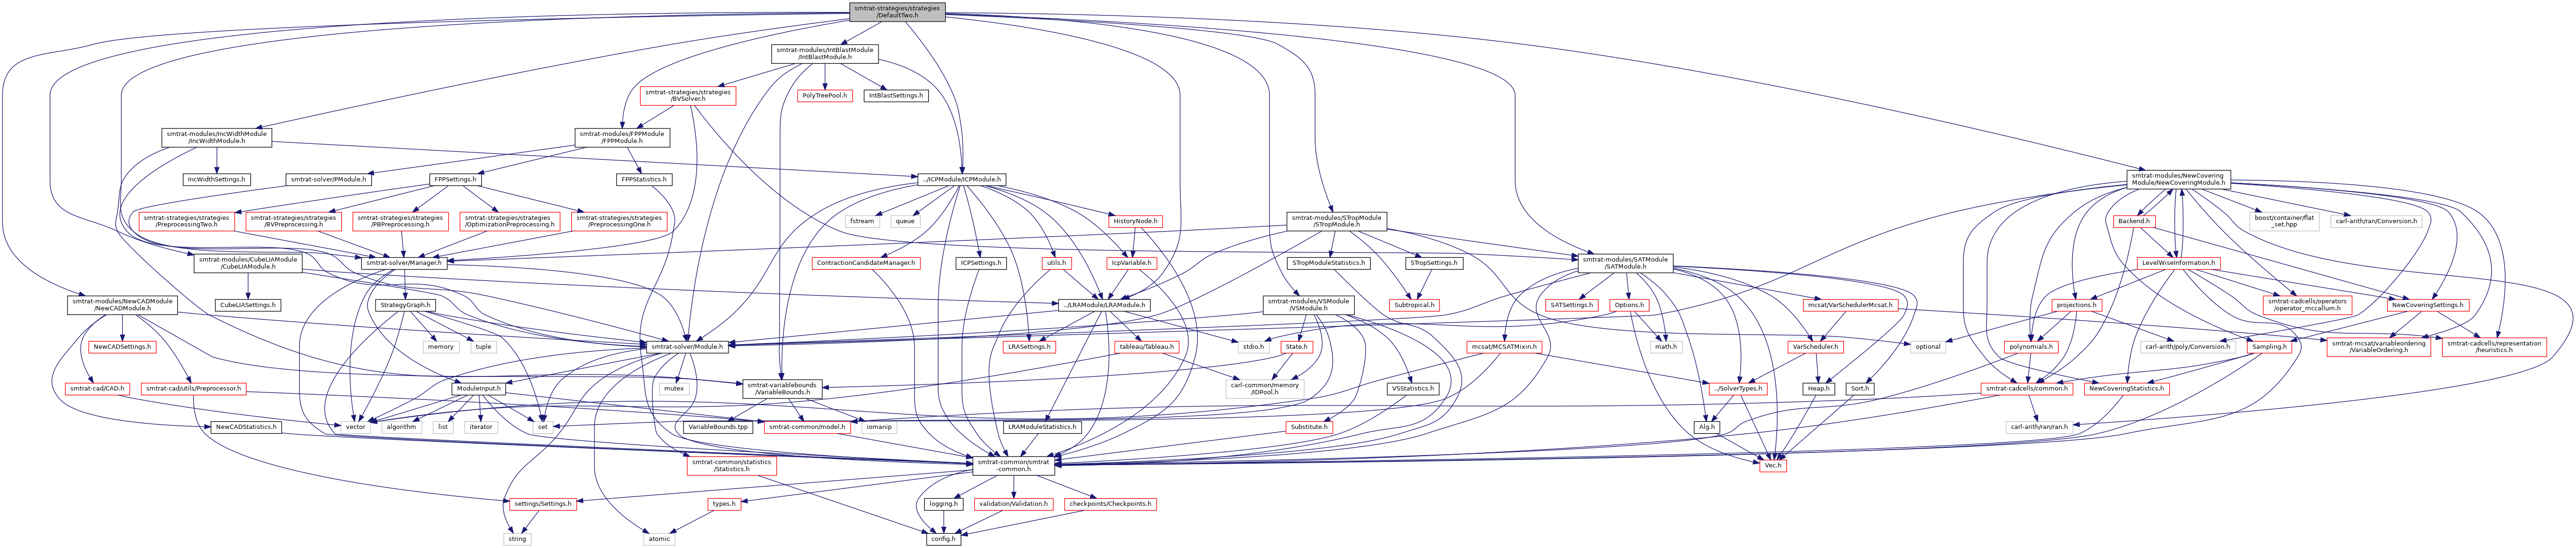 smtrat-strategies/strategies
/DefaultTwo.h
smtrat-modules/IntBlastModule
/IntBlastModule.h
smtrat-strategies/strategies
/BVSolver.h
PolyTreePool.h
IntBlastSettings.h
smtrat-modules/IncWidthModule
/IncWidthModule.h
smtrat-modules/FPPModule
/FPPModule.h
IncWidthSettings.h
smtrat-solver/PModule.h
FPPSettings.h
FPPStatistics.h
../ICPModule/ICPModule.h
smtrat-modules/NewCovering
Module/NewCoveringModule.h
smtrat-strategies/strategies
/PreprocessingTwo.h
smtrat-strategies/strategies
/BVPreprocessing.h
smtrat-strategies/strategies
/PBPreprocessing.h
smtrat-strategies/strategies
/OptimizationPreprocessing.h
smtrat-strategies/strategies
/PreprocessingOne.h
fstream
queue
HistoryNode.h
smtrat-modules/STropModule
/STropModule.h
Backend.h
boost/container/flat
_set.hpp
carl-arith/ran/Conversion.h
smtrat-modules/CubeLIAModule
/CubeLIAModule.h
smtrat-solver/Manager.h
ContractionCandidateManager.h
ICPSettings.h
utils.h
IcpVariable.h
STropModuleStatistics.h
STropSettings.h
smtrat-modules/SATModule
/SATModule.h
LevelWiseInformation.h
smtrat-modules/NewCADModule
/NewCADModule.h
CubeLIASettings.h
StrategyGraph.h
../LRAModule/LRAModule.h
smtrat-modules/VSModule
/VSModule.h
Subtropical.h
SATSettings.h
Options.h
mcsat/VarSchedulerMcsat.h
projections.h
smtrat-cadcells/operators
/operator_mccallum.h
NewCoveringSettings.h
NewCADSettings.h
memory
tuple
smtrat-solver/Module.h
LRASettings.h
tableau/Tableau.h
stdio.h
State.h
mcsat/MCSATMixin.h
math.h
VarScheduler.h
optional
polynomials.h
carl-arith/poly/Conversion.h
Sampling.h
smtrat-mcsat/variableordering
/VariableOrdering.h
smtrat-cadcells/representation
/heuristics.h
smtrat-cad/CAD.h
smtrat-cad/utils/Preprocessor.h
ModuleInput.h
mutex
smtrat-variablebounds
/VariableBounds.h
carl-common/memory
/IDPool.h
VSStatistics.h
../SolverTypes.h
Heap.h
Sort.h
smtrat-cadcells/common.h
NewCoveringStatistics.h
NewCADStatistics.h
vector
algorithm
list
iterator
set
VariableBounds.tpp
smtrat-common/model.h
iomanip
LRAModuleStatistics.h
Substitute.h
Alg.h
carl-arith/ran/ran.h
smtrat-common/statistics
/Statistics.h
smtrat-common/smtrat
-common.h
Vec.h
settings/Settings.h
types.h
logging.h
validation/Validation.h
checkpoints/Checkpoints.h
string
atomic
config.h